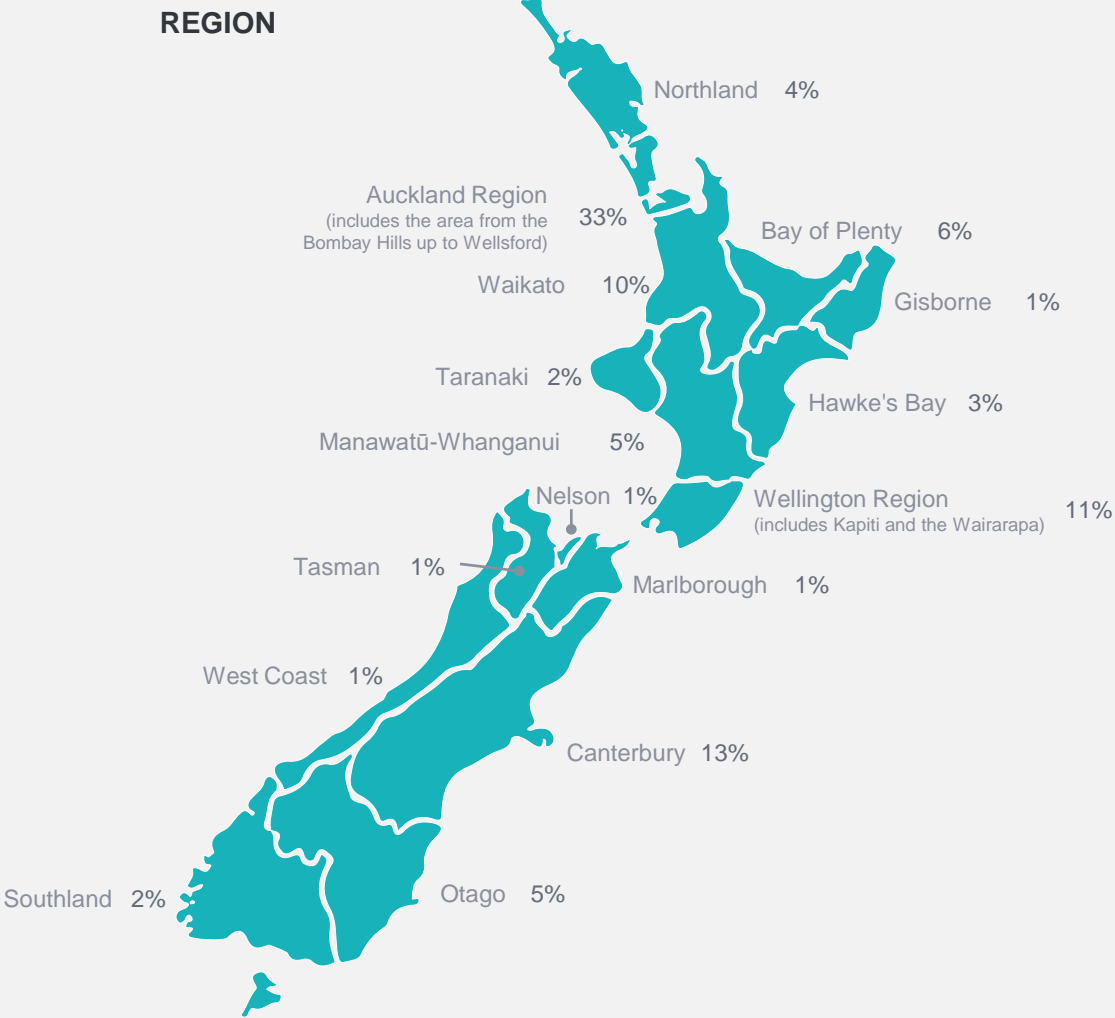 REGION
Northland 4%
Auckland Region
(includes the area from the
Bombay Hills up to Wellsford)
33%
Bay of Plenty 6%
Waikato 10%
Gisborne 1%
Taranaki 2%
Hawke's Bay 3%
Manawatū-Whanganui 5%
Nelson 1%
Wellington Region
(includes Kapiti and the Wairarapa)
11%
Tasman 1%
Marlborough 1%
West Coast 1%
Canterbury 13%
Otago 5%
Southland 2%